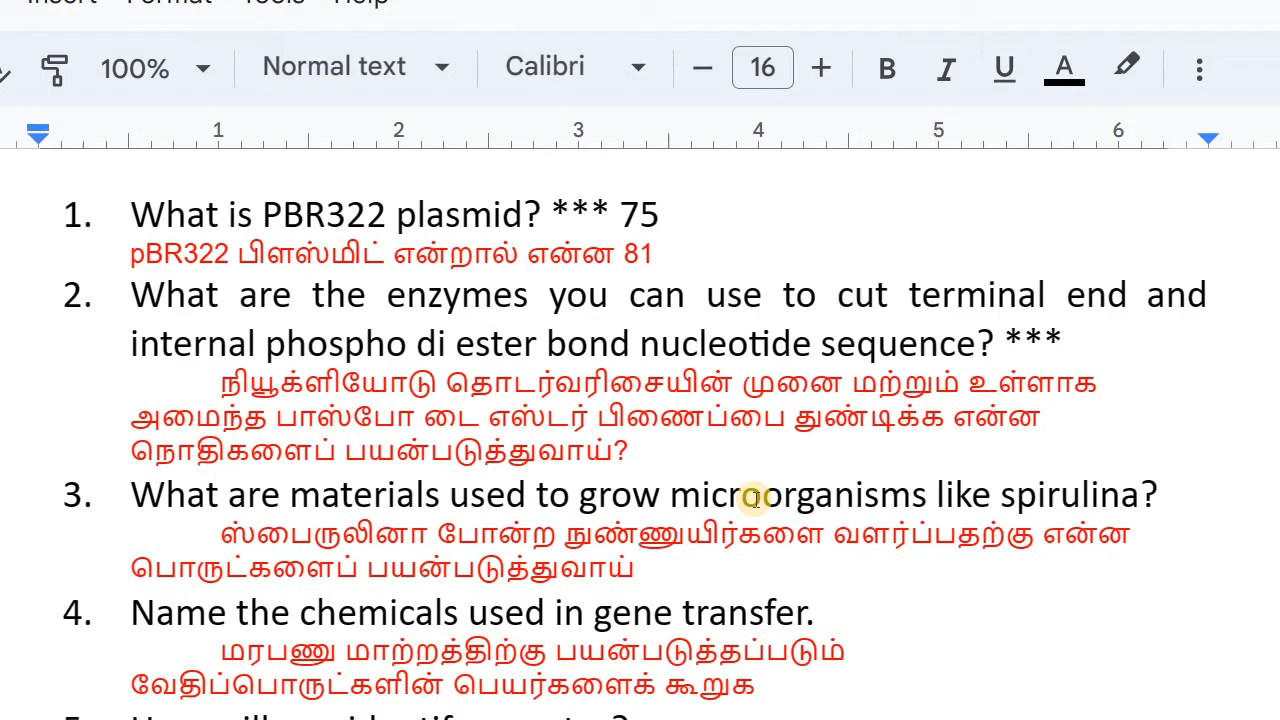 Insert Format Tools Help
100% Normal text Calibri — 16 + B I U A
1 2 3 4 5 6
1. What is PBR322 plasmid? *** 75
pBR322 பிளஸ்மிட் என்றால் என்ன 81
2. What are the enzymes you can use to cut terminal end and
internal phospho di ester bond nucleotide sequence? ***
நியூக்ளியோடு தொடர்வரிசையின் முனை மற்றும் உள்ளாக
அமைந்த பாஸ்போ டை எஸ்டர் பிணைப்பை துண்டிக்க என்ன
நொதிகளைப் பயன்படுத்துவாய்?
3. What are materials used to grow microorganisms like spirulina?
ஸ்பைருலினா போன்ற நுண்ணுயிர்களை வளர்ப்பதற்கு என்ன
பொருட்களைப் பயன்படுத்துவாய்
4. Name the chemicals used in gene transfer.
மரபணு மாற்றத்திற்கு பயன்படுத்தப்படும்
வேதிப்பொருட்களின் பெயர்களைக் கூறுக